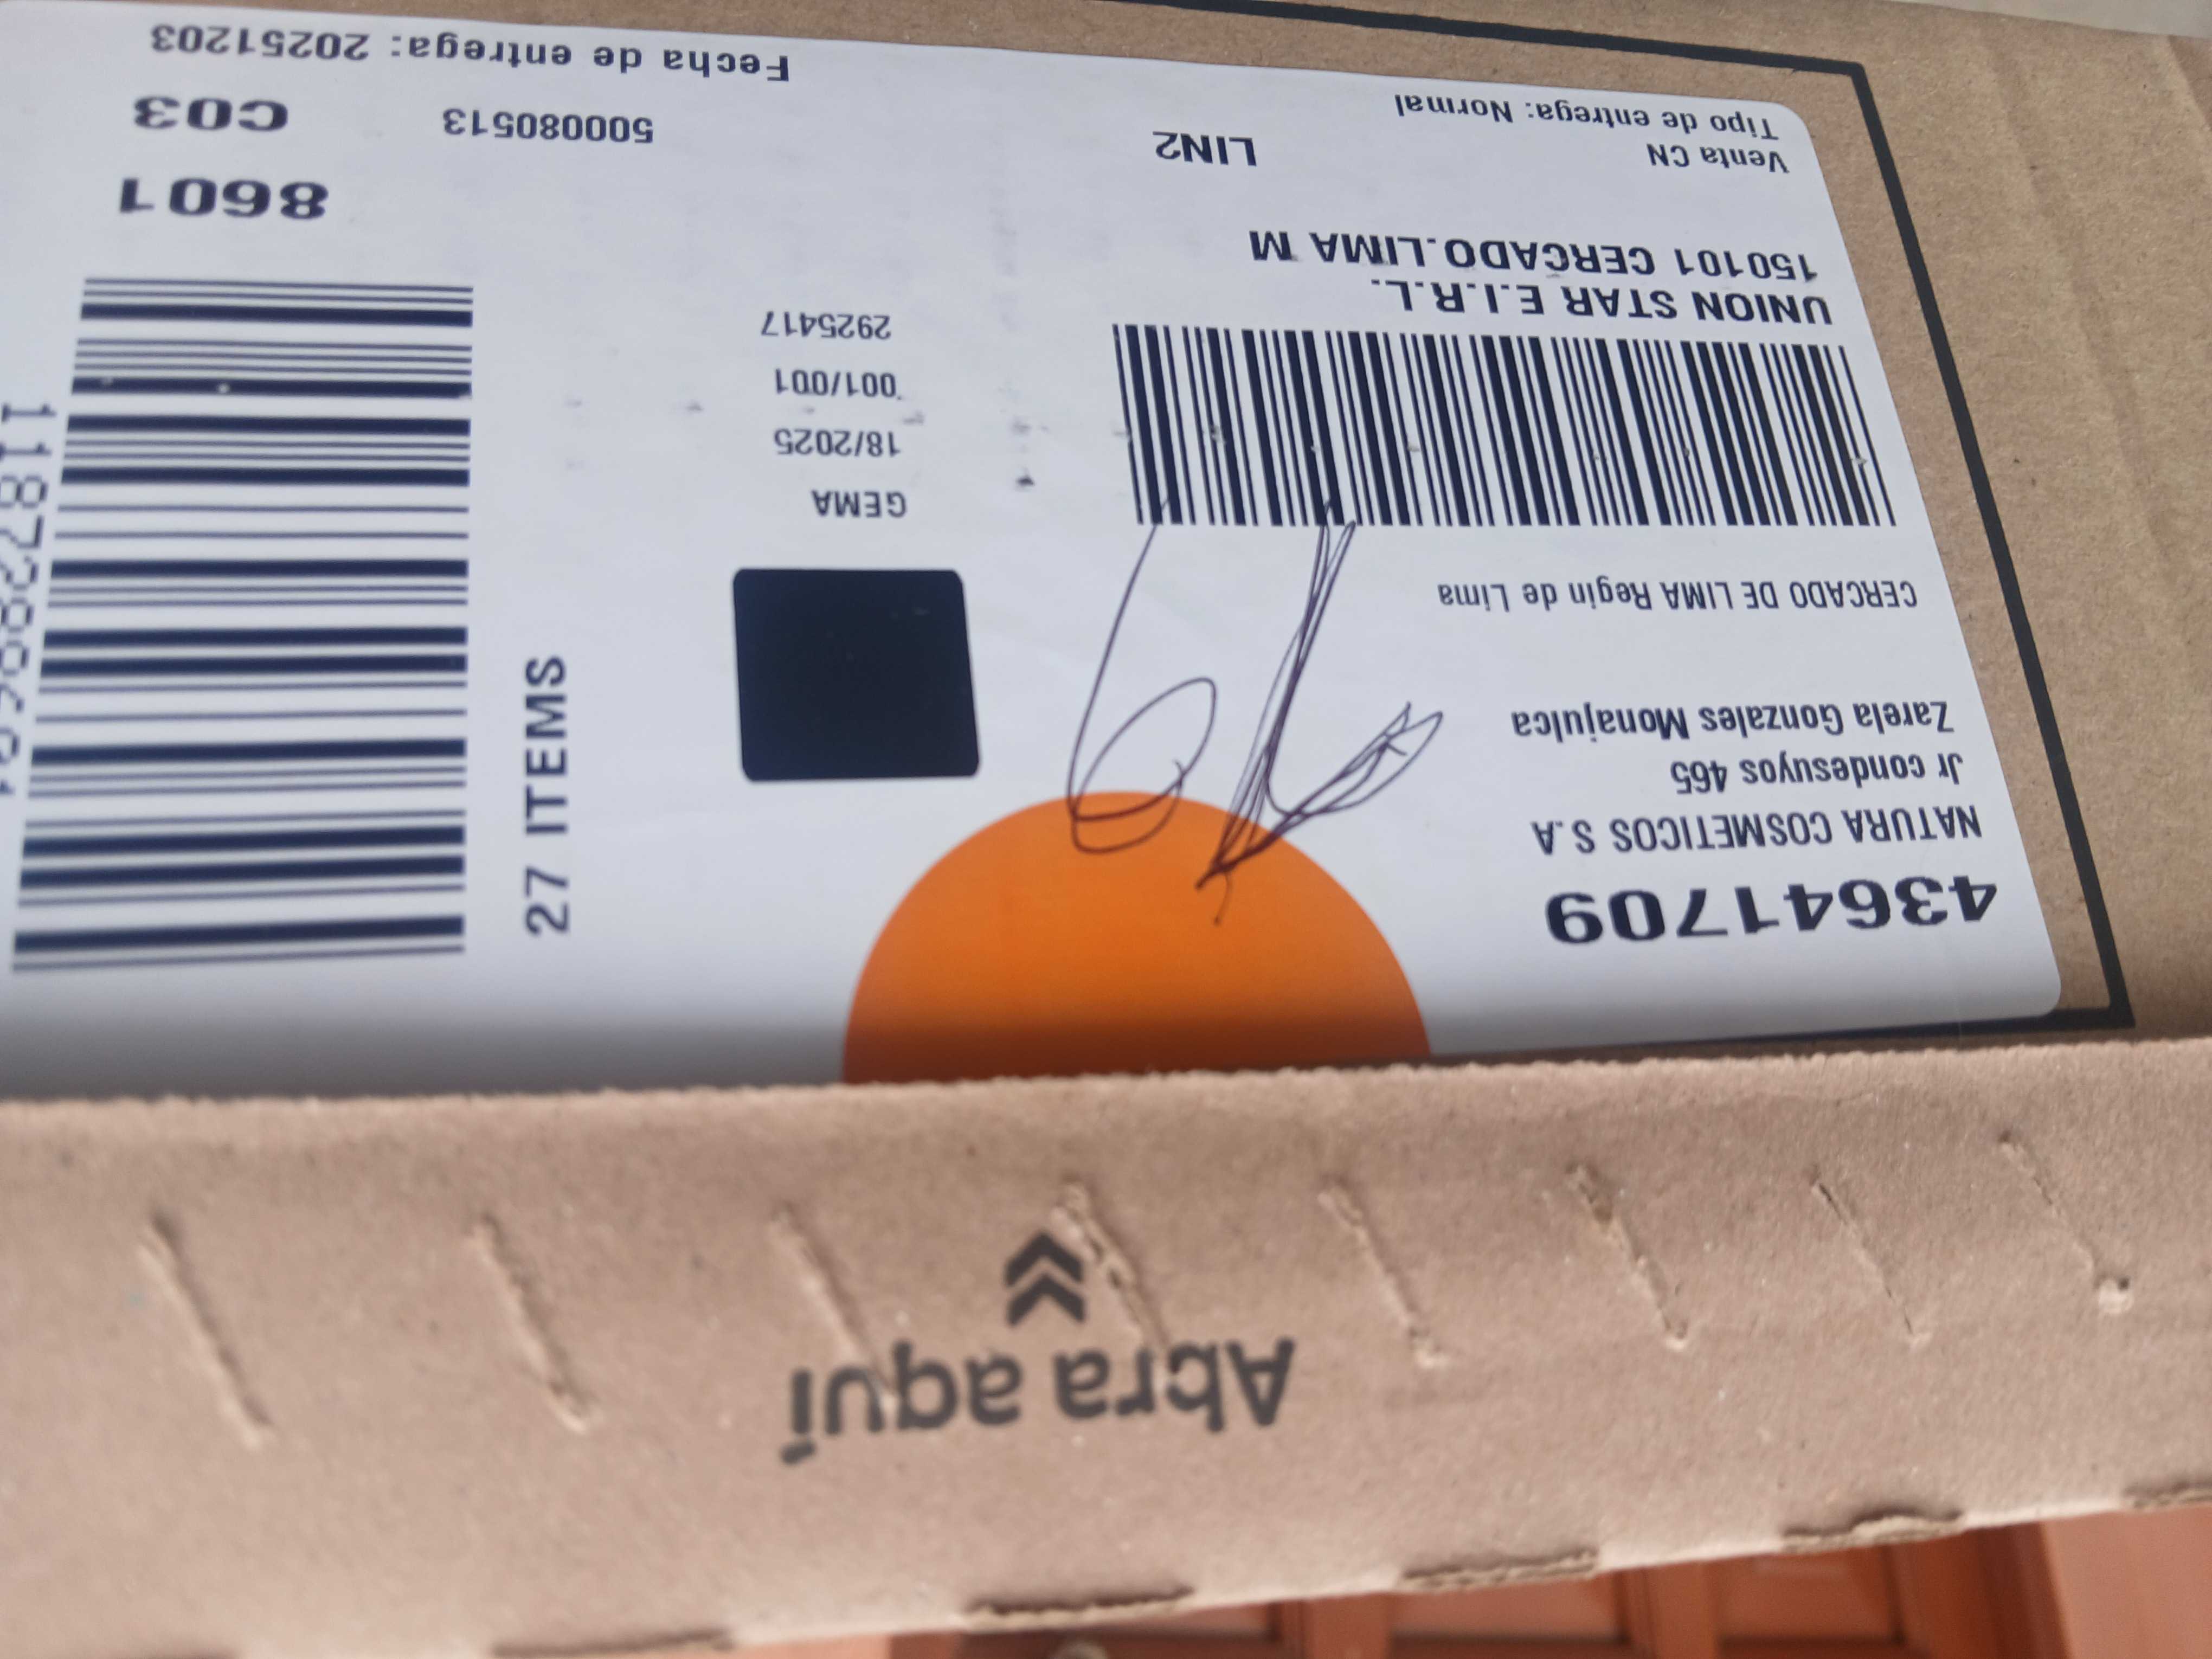 43641709
NATURA COSMETICOS S.A
Jr condesuyos 465
Zarela Gonzales Monajulca
CERCADO DE LIMA Regin de Lima
UNION STAR E.I.R.L.
150101 CERCADO.LIMA M
Venta CN
Tipo de entrega: Normal
LIN2
GEMA
18/2025
001/001
2925417
27 ITEMS
8601
C03
500080513
Fecha de entrega: 20251203
Abra aquí